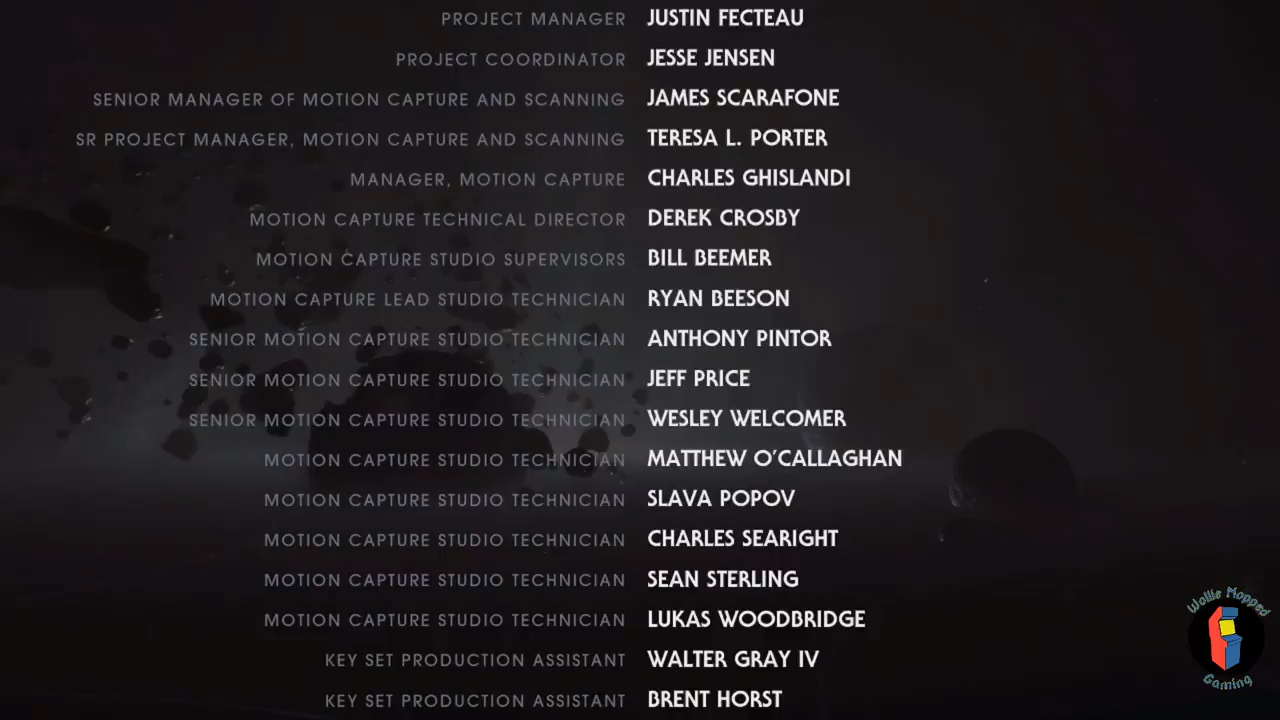 PROJECT MANAGER JUSTIN FECTEAU
PROJECT COORDINATOR JESSE JENSEN
SENIOR MANAGER OF MOTION CAPTURE AND SCANNING JAMES SCARAFONE
SR PROJECT MANAGER, MOTION CAPTURE AND SCANNING TERESA L. PORTER
MANAGER, MOTION CAPTURE CHARLES GHISLANDI
MOTION CAPTURE TECHNICAL DIRECTOR DEREK CROSBY
MOTION CAPTURE STUDIO SUPERVISORS BILL BEEMER
MOTION CAPTURE LEAD STUDIO TECHNICIAN RYAN BEESON
SENIOR MOTION CAPTURE STUDIO TECHNICIAN ANTHONY PINTOR
SENIOR MOTION CAPTURE STUDIO TECHNICIAN JEFF PRICE
SENIOR MOTION CAPTURE STUDIO TECHNICIAN WESLEY WELCOMER
MOTION CAPTURE STUDIO TECHNICIAN MATTHEW O'CALLAGHAN
MOTION CAPTURE STUDIO TECHNICIAN SLAVA POPOV
MOTION CAPTURE STUDIO TECHNICIAN CHARLES SEARIGHT
MOTION CAPTURE STUDIO TECHNICIAN SEAN STERLING
MOTION CAPTURE STUDIO TECHNICIAN LUKAS WOODBRIDGE
KEY SET PRODUCTION ASSISTANT WALTER GRAY IV
KEY SET PRODUCTION ASSISTANT BRENT HORST
Wollie Mopped
Gaming